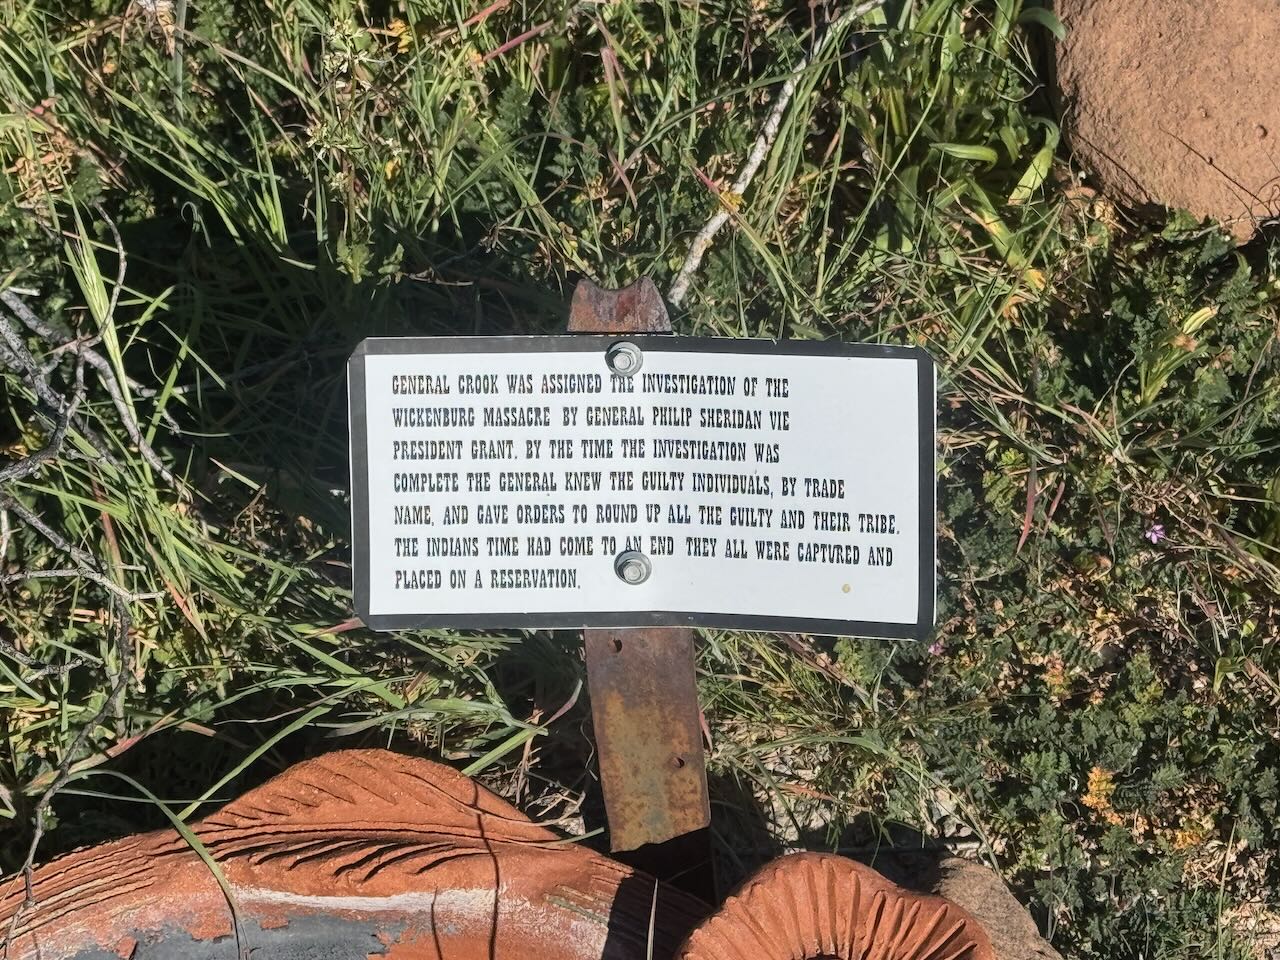 GENERAL CROOK WAS ASSIGNED THE INVESTIGATION OF THE
WICKENBURG MASSACRE BY GENERAL PHILIP SHERIDAN VIE
PRESIDENT GRANT. BY THE TIME THE INVESTIGATION WAS
COMPLETE THE GENERAL KNEW THE GUILTY INDIVIDUALS, BY TRADE
NAME, AND GAVE ORDERS TO ROUND UP ALL THE GUILTY AND THEIR TRIBE.
THE INDIANS TIME HAD COME TO AN END THEY ALL WERE CAPTURED AND
PLACED ON A RESERVATION.